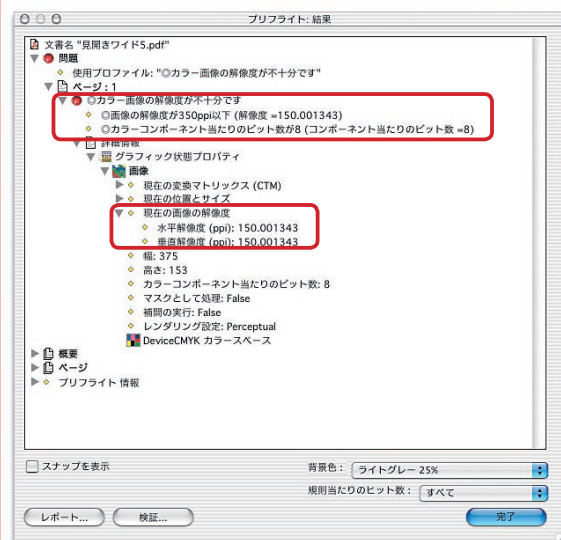 プリフライト: 結果
文書名 "見開きワイド5.pdf"
問題
使用プロファイル: "◎カラー画像の解像度が不十分です"
ページ: 1
◎カラー画像の解像度が不十分です
◎画像の解像度が350ppi以下 (解像度 =150.001343)
◎カラーコンポーネント当たりのビット数が8 (コンポーネント当たりのビット数 =8)
詳細情報
グラフィック状態プロパティ
画像
現在の変換マトリックス (CTM)
現在の位置とサイズ
現在の画像の解像度
水平解像度 (ppi): 150.001343
垂直解像度 (ppi): 150.001343
幅: 375
高さ: 153
カラーコンポーネント当たりのビット数: 8
マスクとして処理: False
補間の実行: False
レンダリング設定: Perceptual
DeviceCMYK カラースペース
概要
ページ
プリフライト 情報
スナップを表示
背景色: ライトグレー 25%
規則当たりのヒット数: すべて
レポート... 検証... 完了